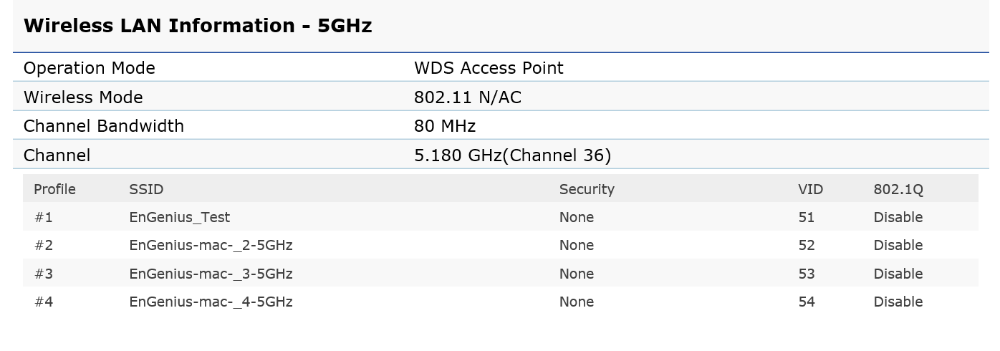 Wireless LAN Information - 5GHz
Operation Mode WDS Access Point
Wireless Mode 802.11 N/AC
Channel Bandwidth 80 MHz
Channel 5.180 GHz(Channel 36)
Profile SSID Security VID 802.1Q
#1 EnGenius_Test None 51 Disable
#2 EnGenius-mac-_2-5GHz None 52 Disable
#3 EnGenius-mac-_3-5GHz None 53 Disable
#4 EnGenius-mac-_4-5GHz None 54 Disable